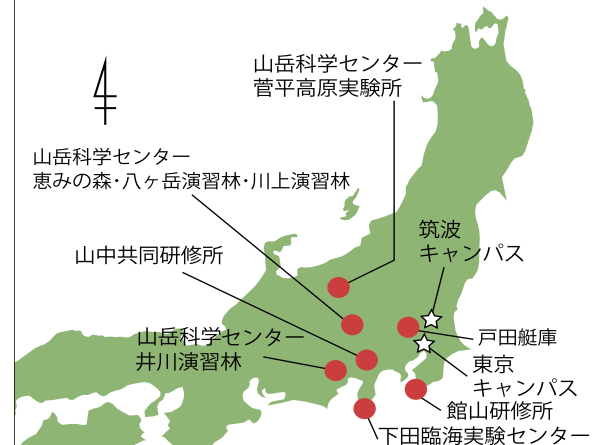 山岳科学センター
菅平高原実験所
山岳科学センター
恵みの森・八ヶ岳演習林・川上演習林
筑波
キャンパス
山中共同研修所
山岳科学センター
井川演習林
戸田艇庫
東京
キャンパス
館山研修所
下田臨海実験センター